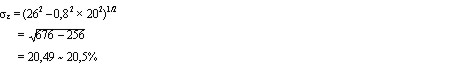 σz = (26² – 0,8² × 20²)^1/2
= √676 – 256
= 20,49 ~ 20,5%